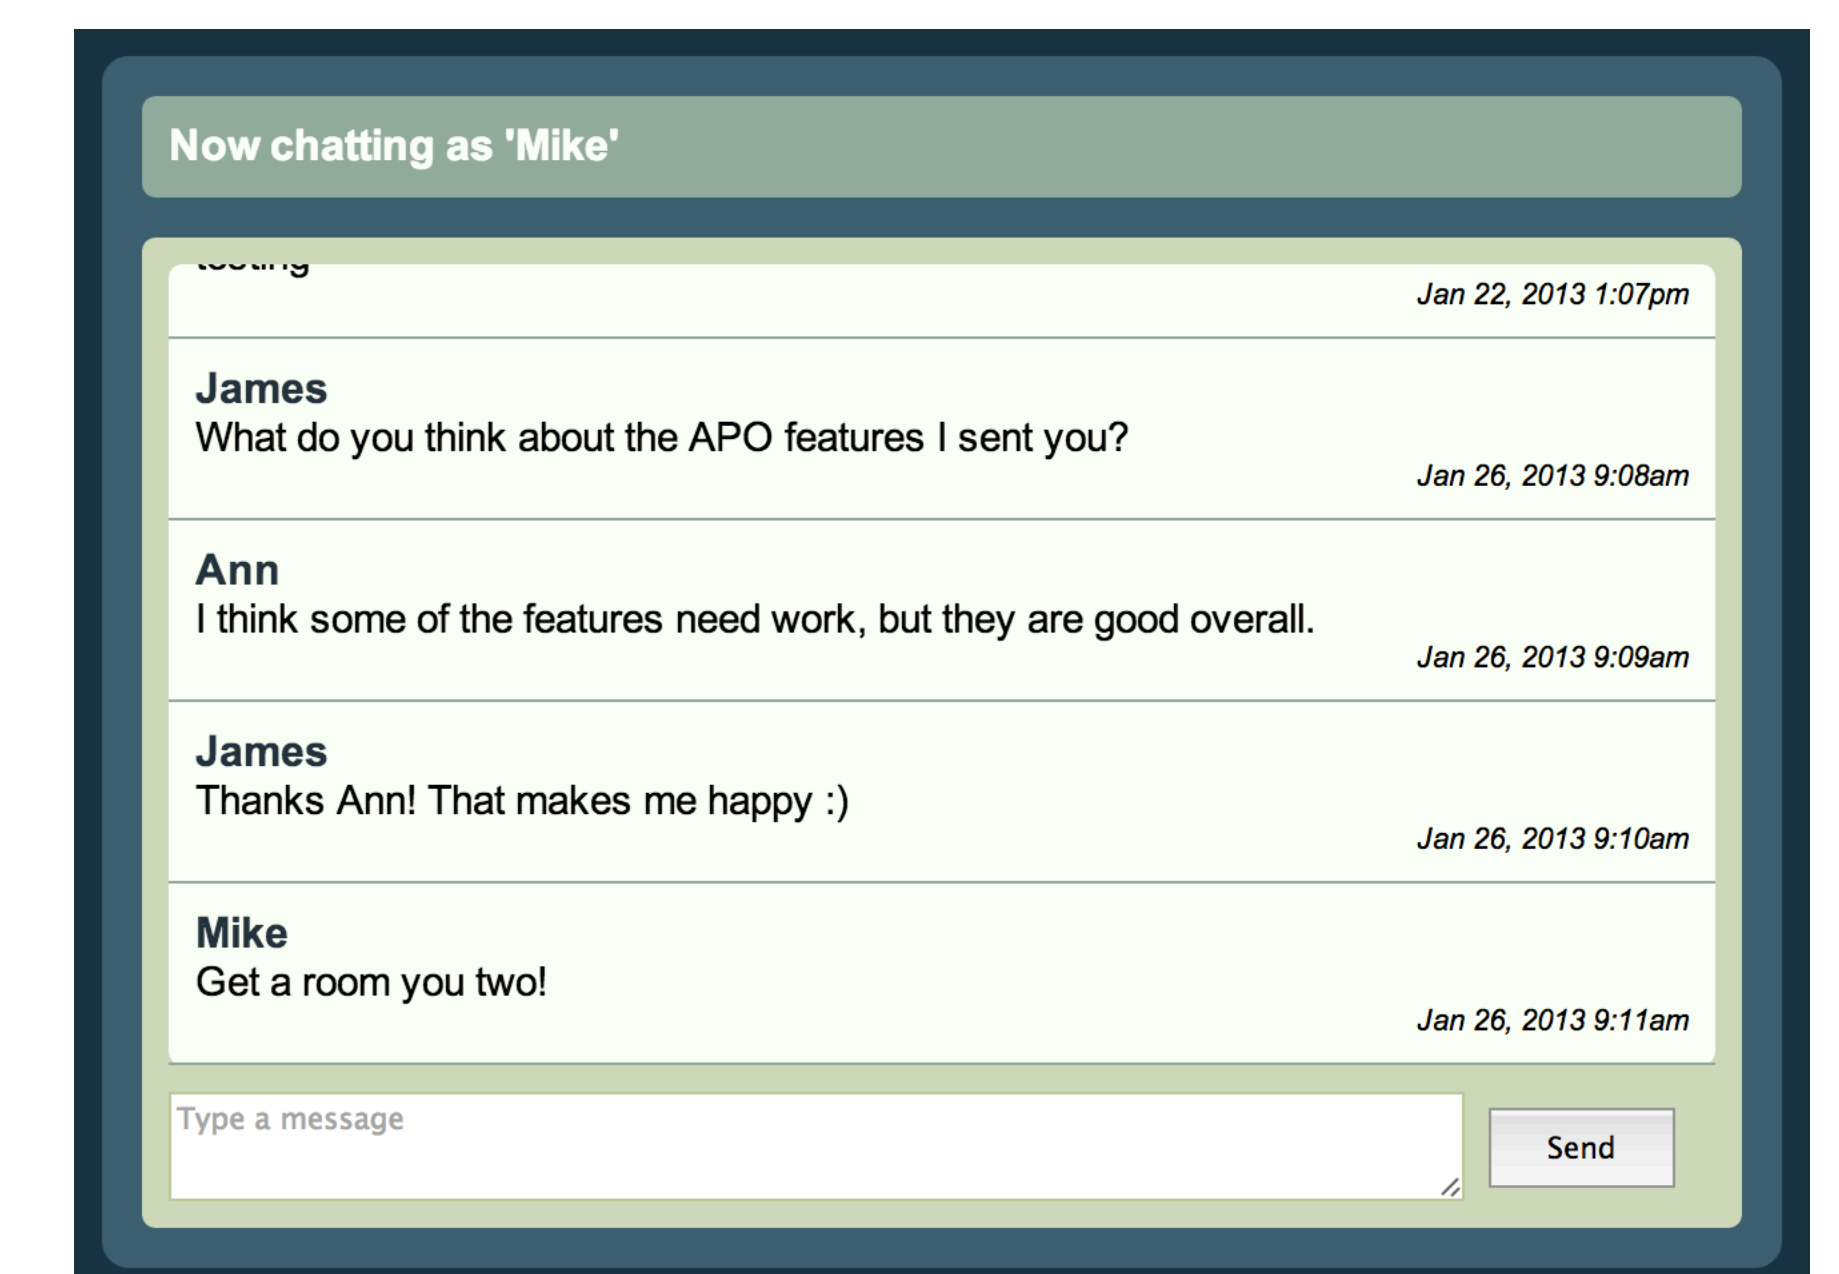 Now chatting as 'Mike'
testing
Jan 22, 2013 1:07pm
James
What do you think about the APO features I sent you?
Jan 26, 2013 9:08am
Ann
I think some of the features need work, but they are good overall.
Jan 26, 2013 9:09am
James
Thanks Ann! That makes me happy :)
Jan 26, 2013 9:10am
Mike
Get a room you two!
Jan 26, 2013 9:11am
Type a message
Send